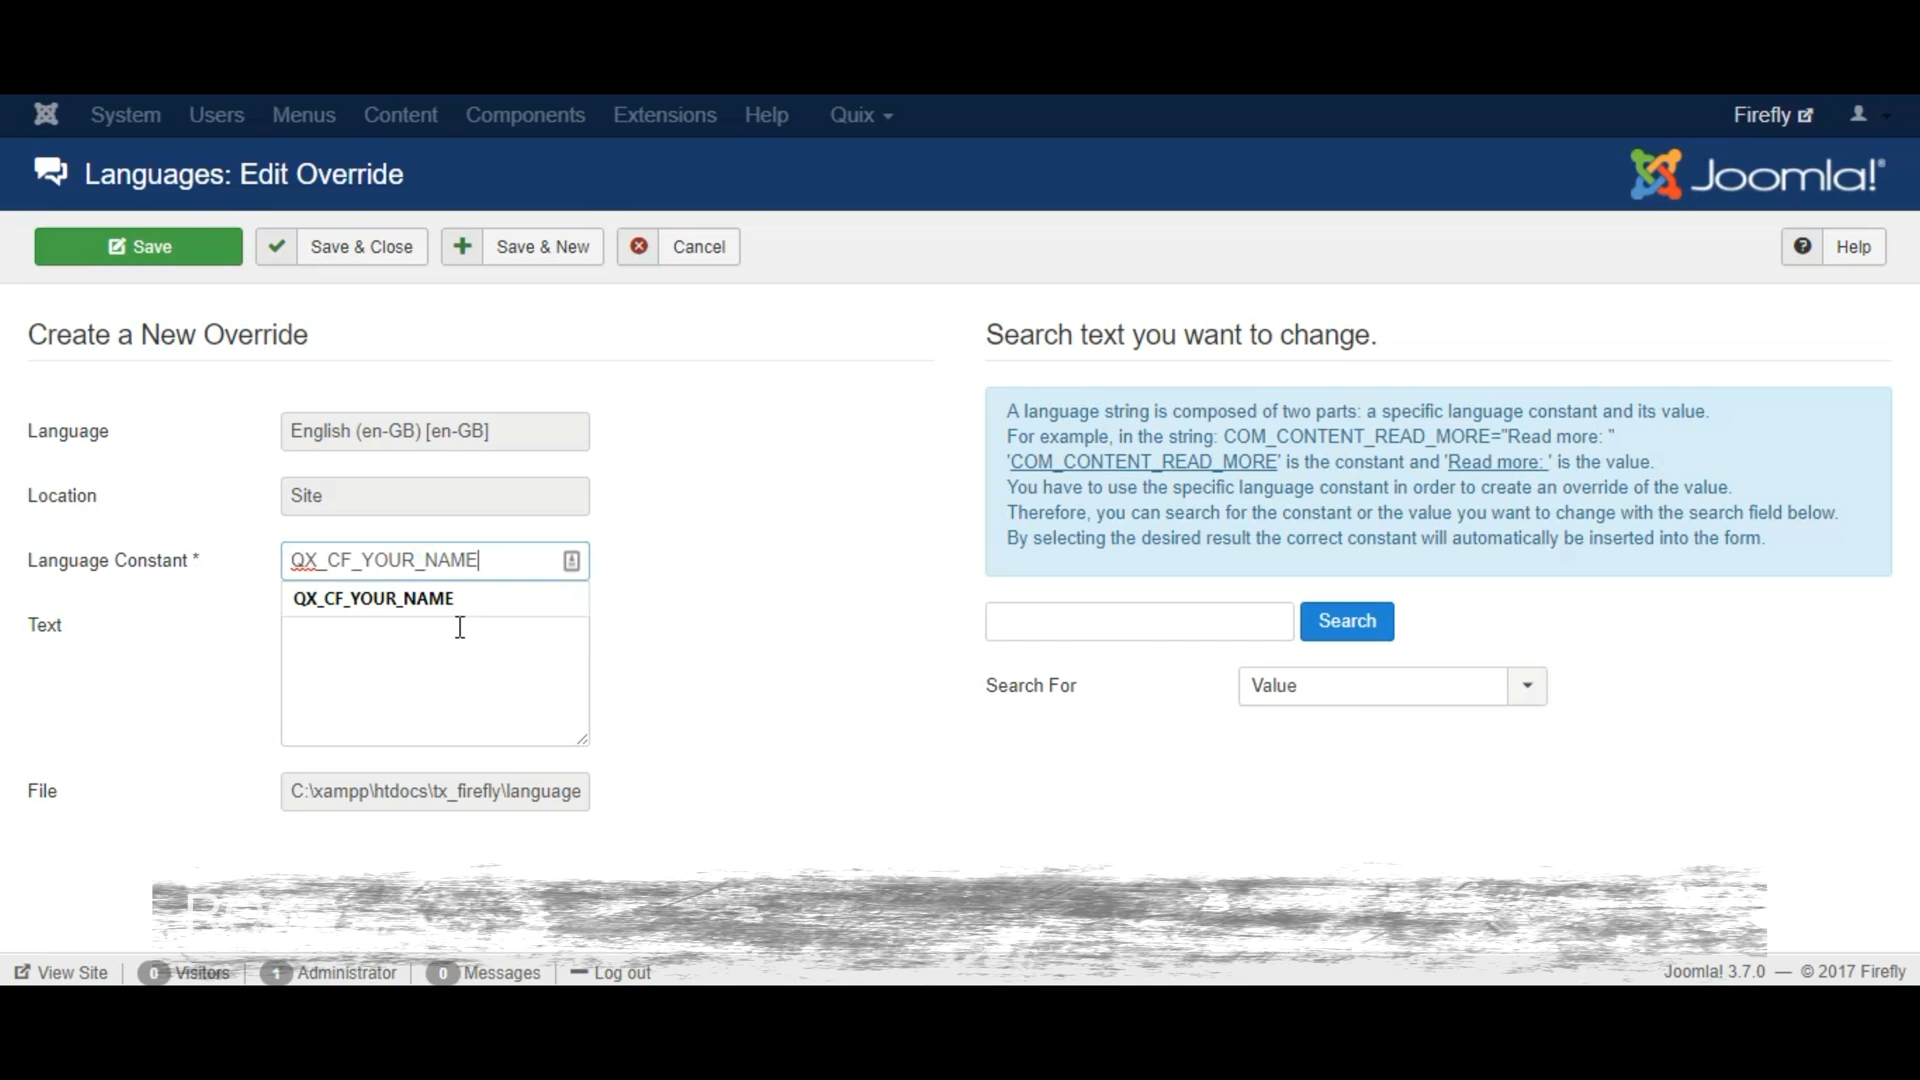 System Users Menus Content Components Extensions Help Quix Firefly
Languages: Edit Override
Joomla!®
Save Save & Close Save & New Cancel Help
Create a New Override
Language English (en-GB) [en-GB]
Location Site
Language Constant * QX_CF_YOUR_NAME
QX_CF_YOUR_NAME
Text
File C:\xampp\htdocs\tx_firefly\language
Search text you want to change.
A language string is composed of two parts: a specific language constant and its value.
For example, in the string: COM_CONTENT_READ_MORE="Read more: "
'COM_CONTENT_READ_MORE' is the constant and 'Read more: ' is the value.
You have to use the specific language constant in order to create an override of the value.
Therefore, you can search for the constant or the value you want to change with the search field below.
By selecting the desired result the correct constant will automatically be inserted into the form.
Search
Search For Value
View Site 0 Visitors 1 Administrator 0 Messages Log out Joomla! 3.7.0 — © 2017 Firefly